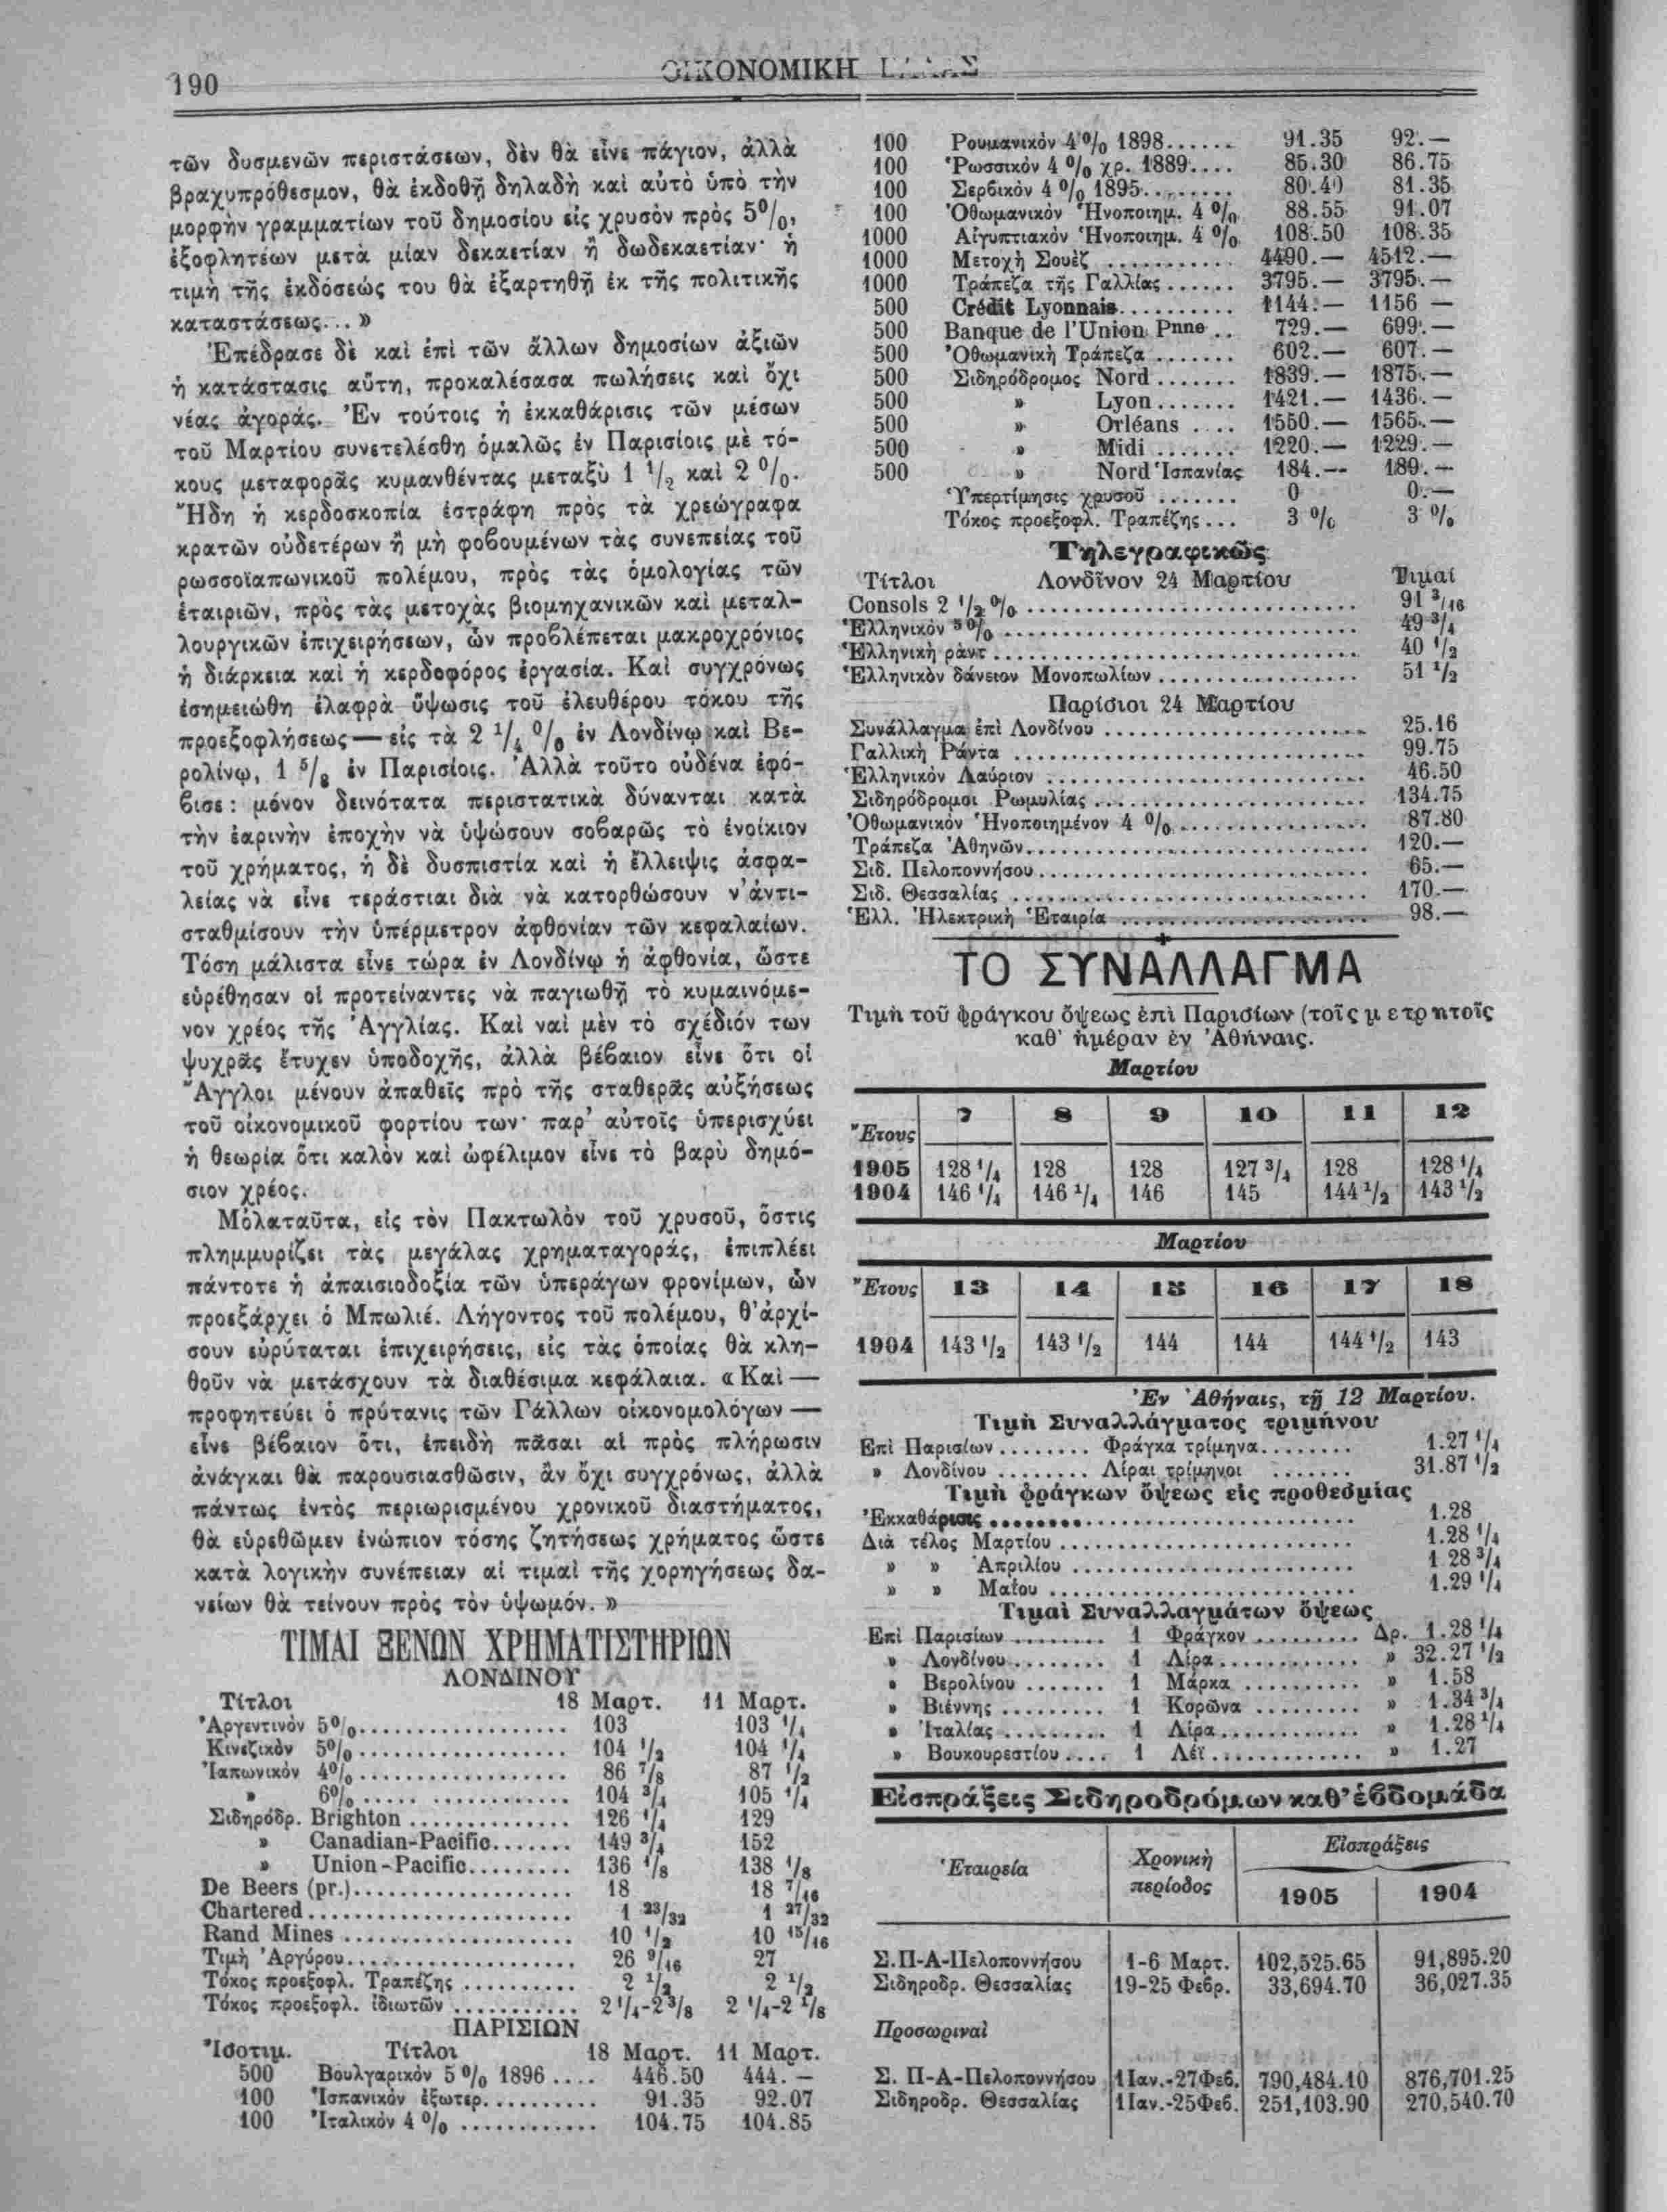 190
ΟΙΚΟΝΟΜΙΚΗ
τῶν δυσμενῶν περιστάσεων, δὲν θὰ εἶνε πάγιον, ἀλλὰ
βραχυπρόθεσμον, θὰ ἐκδοθῇ δηλαδὴ καὶ αὐτὸ ὑπὸ τὴν
μορφὴν γραμματίων τοῦ δημοσίου εἰς χρυσὸν πρὸς 5%,
ἐξοφλητέων μετὰ μίαν δεκαετίαν ἢ δωδεκαετίαν· ἡ
τιμὴ τῆς ἐκδόσεώς του θὰ ἐξαρτηθῇ ἐκ τῆς πολιτικῆς
καταστάσεως... »
Ἐπέδρασε δὲ καὶ ἐπὶ τῶν ἄλλων δημοσίων ἀξιῶν
ἡ κατάστασις αὕτη, προκαλέσασα πωλήσεις καὶ ὄχι
νέας ἀγοράς. Ἐν τούτοις ἡ ἐκκαθάρισις τῶν μέσων
τοῦ Μαρτίου συνετελέσθη ὁμαλῶς ἐν Παρισίοις μὲ τό-
κους μεταφορᾶς κυμανθέντας μεταξὺ 1 1/2 καὶ 2 %.
Ἤδη ἡ κερδοσκοπία ἐστράφη πρὸς τὰ χρεώγραφα
κρατῶν οὐδετέρων ἢ μὴ φοβουμένων τὰς συνεπείας τοῦ
ρωσσοϊαπωνικοῦ πολέμου, πρὸς τὰς ὁμολογίας τῶν
ἑταιριῶν, πρὸς τὰς μετοχὰς βιομηχανικῶν καὶ μεταλ-
λουργικῶν ἐπιχειρήσεων, ὧν προβλέπεται μακροχρόνιος
ἡ διάρκεια καὶ ἡ κερδοφόρος ἐργασία. Καὶ συγχρόνως
ἐσημειώθη ἐλαφρὰ ὕψωσις τοῦ ἐλευθέρου τόκου τῆς
προεξοφλήσεως — εἰς τὰ 2 1/4 % ἐν Λονδίνῳ καὶ Βε-
ρολίνῳ, 1 5/8 ἐν Παρισίοις. Ἀλλὰ τοῦτο οὐδένα ἐφό-
βισε: μόνον δεινότατα περιστατικὰ δύνανται κατὰ
τὴν ἐαρινὴν ἐποχὴν νὰ ὑψώσουν σοβαρῶς τὸ ἐνοίκιον
τοῦ χρήματος, ἡ δὲ δυσπιστία καὶ ἡ ἔλλειψις ἀσφα-
λείας νὰ εἶνε τεράστιαι διὰ νὰ κατορθώσουν ν’ ἀντι-
σταθμίσουν τὴν ὑπέρμετρον ἀφθονίαν τῶν κεφαλαίων.
Τόση μάλιστα εἶνε τώρα ἐν Λονδίνῳ ἡ ἀφθονία, ὥστε
εὑρέθησαν οἱ προτείναντες νὰ παγιωθῇ τὸ κυμαινόμε-
νον χρέος τῆς Ἀγγλίας. Καὶ ναὶ μὲν τὸ σχέδιόν των
ψυχρᾶς ἔτυχεν ὑποδοχῆς, ἀλλὰ βέβαιον εἶνε ὅτι οἱ
Ἄγγλοι μένουν ἀπαθεῖς πρὸ τῆς σταθερᾶς αὐξήσεως
τοῦ οἰκονομικοῦ φορτίου των· παρ’ αὐτοῖς ὑπερισχύει
ἡ θεωρία ὅτι καλὸν καὶ ὠφέλιμον εἶνε τὸ βαρὺ δημό-
σιον χρέος.
Μόλαταῦτα, εἰς τὸν Πακτωλὸν τοῦ χρυσοῦ, ὅστις
πλημμυρίζει τὰς μεγάλας χρηματαγοράς, ἐπιπλέει
πάντοτε ἡ ἀπαισιοδοξία τῶν ὑπεράγων φρονίμων, ὧν
προεξάρχει ὁ Μπωλιέ. Λήγοντος τοῦ πολέμου, θ’ ἀρχί-
σουν εὐρύταται ἐπιχειρήσεις, εἰς τὰς ὁποίας θὰ κλη-
θοῦν νὰ μετάσχουν τὰ διαθέσιμα κεφάλαια. «Καὶ —
προφητεύει ὁ πρύτανις τῶν Γάλλων οἰκονομολόγων —
εἶνε βέβαιον ὅτι, ἐπειδὴ πᾶσαι αἱ πρὸς πλήρωσιν
ἀνάγκαι θὰ παρουσιασθῶσιν, ἂν ὄχι συγχρόνως, ἀλλὰ
πάντως ἐντὸς περιωρισμένου χρονικοῦ διαστήματος,
θὰ εὑρεθῶμεν ἐνώπιον τόσης ζητήσεως χρήματος ὥστε
κατὰ λογικὴν συνέπειαν αἱ τιμαὶ τῆς χορηγήσεως δα-
νείων θὰ τείνουν πρὸς τὸν ὑψωμόν. »
ΤΙΜΑΙ ΞΕΝΩΝ ΧΡΗΜΑΤΙΣΤΗΡΙΩΝ
ΛΟΝΔΙΝΟΥ
Τίτλοι 18 Μαρτ. 11 Μαρτ.
Ἀργεντινὸν 5%.................. 103 103 1/4
Κινεζικὸν 5%.................. 104 1/2 104 1/4
Ἰαπωνικὸν 4%.................. 86 7/8 87 1/2
» 6%..... ............ 104 3/4 105 1/4
Σιδηρόδρ. Brighton .............. 126 1/4 129
» Canadian-Pacific....... 149 3/4 152
» Union-Pacific......... 136 1/8 138 1/8
De Beers (pr.)................... 18 18 7/16
Chartered....................... 1 23/32 1 27/32
Rand Mines .................... 10 1/2 10 15/16
Τιμὴ Ἀργύρου.................... 26 9/16 27
Τόκος προεξοφλ. Τραπέζης .......... 2 1/2 2 1/2
Τόκος προεξοφλ. ἰδιωτῶν ........... 2 1/4-2 3/8 2 1/4-2 1/8
ΠΑΡΙΣΙΩΝ
Ἰσοτιμ. Τίτλοι 18 Μαρτ. 11 Μαρτ.
500 Βουλγαρικὸν 5% 1896 .... 446.50 444.—
100 Ἱσπανικὸν ἐξωτερ.......... 91.35 92.07
100 Ἰταλικὸν 4 % ............ 104.75 104.85
100 Ρουμανικὸν 4% 1898...... 91.35 92.—
100 Ῥωσσικὸν 4 % χρ. 1889.... 85.30 86.75
100 Σερβικὸν 4 % 1895........ 80.40 81.35
100 Ὀθωμανικὸν Ἡνοποιημ. 4 % 88.55 91.07
1000 Αἰγυπτιακὸν Ἡνοποιημ. 4 % 108.50 108.35
1000 Μετοχὴ Σουὲζ ........... 4490.— 4512.—
1000 Τράπεζα τῆς Γαλλίας...... 3795.— 3795.—
500 Crédit Lyonnais.......... 1144.— 1156 —
500 Banque de l'Union Pnne .. 729.— 699.—
500 Ὀθωμανικὴ Τράπεζα ....... 602.— 607.—
500 Σιδηρόδρομος Nord ....... 1839.— 1875.—
500 » Lyon....... 1421.— 1436.—
500 » Orléans .... 1550.— 1565.—
500 » Midi ....... 1220.— 1229.—
500 » Nord Ἱσπανίας 184.— 189.—
Ὑπερτίμησις χρυσοῦ ....... 0 0.—
Τόκος προεξοφλ. Τραπέζης... 3 % 3 %
Τηλεγραφικῶς
Τίτλοι Λονδῖνον 24 Μαρτίου Τιμαί
Consols 2 1/2 % .............................. 91 3/16
Ἑλληνικὸν 5% ................................ 49 3/4
Ἑλληνικὴ ρὰντ ................................. 40 1/2
Ἑλληνικὸν δάνειον Μονοπωλίων .................. 51 1/2
Παρίσιοι 24 Μαρτίου
Συνάλλαγμα ἐπὶ Λονδίνου ........................ 25.16
Γαλλικὴ Ράντα ................................ 99.75
Ἑλληνικὸν Λαύριον ............................. 46.50
Σιδηρόδρομοι Ρωμυλίας ........................ 134.75
Ὀθωμανικὸν Ἡνοποιημένον 4 % ................. 87.80
Τράπεζα Ἀθηνῶν.............................. 120.—
Σιδ. Πελοποννήσου.............................. 65.—
Σιδ. Θεσσαλίας ................................ 170.—
Ἑλλ. Ἠλεκτρικὴ Ἑταιρία ....................... 98.—
ΤΟ ΣΥΝΑΛΛΑΓΜΑ
Τιμὴ τοῦ φράγκου ὄψεως ἐπὶ Παρισίων (τοῖς μετρητοῖς
καθ’ ἡμέραν ἐν Ἀθήναις.
Μαρτίου
Ἔτους 7 8 9 10 11 12
1905 128 1/4 128 128 127 3/4 128 128 1/4
1904 146 1/4 146 1/4 146 145 144 1/2 143 1/2
Μαρτίου
Ἔτους 13 14 15 16 17 18
1904 143 1/2 143 1/2 144 144 144 1/2 143
Ἐν Ἀθήναις, τῇ 12 Μαρτίου.
Τιμὴ Συναλλάγματος τριμήνου
Ἐπὶ Παρισίων........ Φράγκα τρίμηνα........ 1.27 1/4
» Λονδίνου ........ Λίραι τρίμηνοι ....... 31.87 1/2
Τιμὴ φράγκων ὄψεως εἰς προθεσμίας
Ἐκκαθάρισις ................................ 1.28
Διὰ τέλος Μαρτίου ............................ 1.28 1/4
» » Ἀπριλίου .......................... 1 28 3/4
» » Μαΐου ............................ 1.29 1/4
Τιμαὶ Συναλλαγμάτων ὄψεως
Ἐπὶ Παρισίων ........ 1 Φράγκον ......... Δρ. 1.28 1/4
» Λονδίνου........ 1 Λίρα............ » 32.27 1/2
» Βερολίνου ....... 1 Μάρκα .......... » 1.58
» Βιέννης ......... 1 Κορῶνα ......... » 1.34 3/4
» Ἰταλίας ......... 1 Λίρα............ » 1.28 1/4
» Βουκουρεστίου.... 1 Λέϊ............. » 1.27
Εἰσπράξεις Σιδηροδρόμων καθ’ ἑβδομάδα
Ἑταιρεία Χρονικὴ περίοδος Εἰσπράξεις
1905 1904
Σ.Π-Α-Πελοποννήσου 1-6 Μαρτ. 102,525.65 91,895.20
Σιδηροδρ. Θεσσαλίας 19-25 Φεβρ. 33,694.70 36,027.35
Προσωριναὶ
Σ. Π-Α-Πελοποννήσου 1 Ιαν.-27Φεβ. 790,484.10 876,701.25
Σιδηροδρ. Θεσσαλίας 1 Ιαν.-25Φεβ. 251,103.90 270,540.70